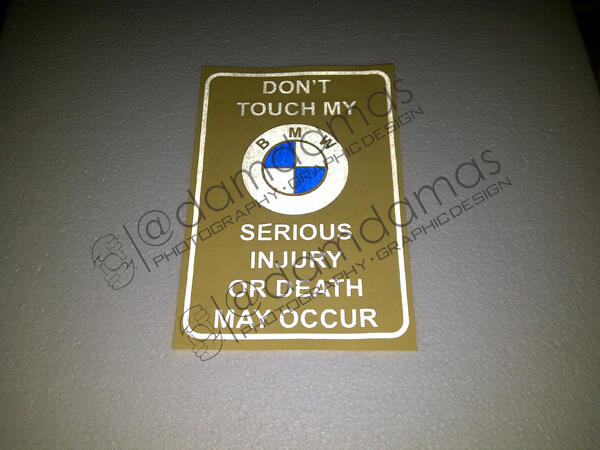 DON'T
TOUCH MY
BMW
SERIOUS
INJURY
OR DEATH
MAY OCCUR
@damdamas
PHOTOGRAPHY · GRAPHIC DESIGN
@damdamas
PHOTOGRAPHY · GRAPHIC DESIGN